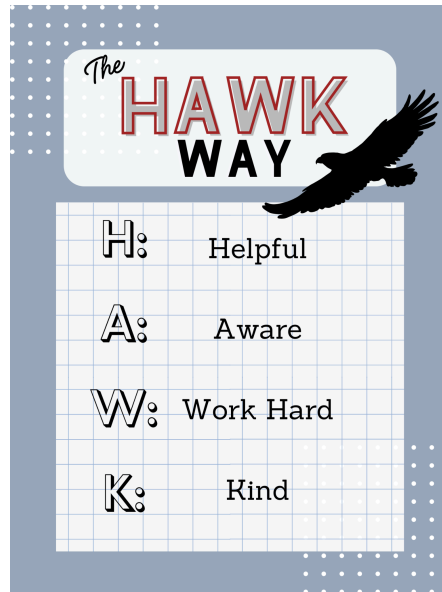 The
HAWK
WAY
H: Helpful
A: Aware
W: Work Hard
K: Kind